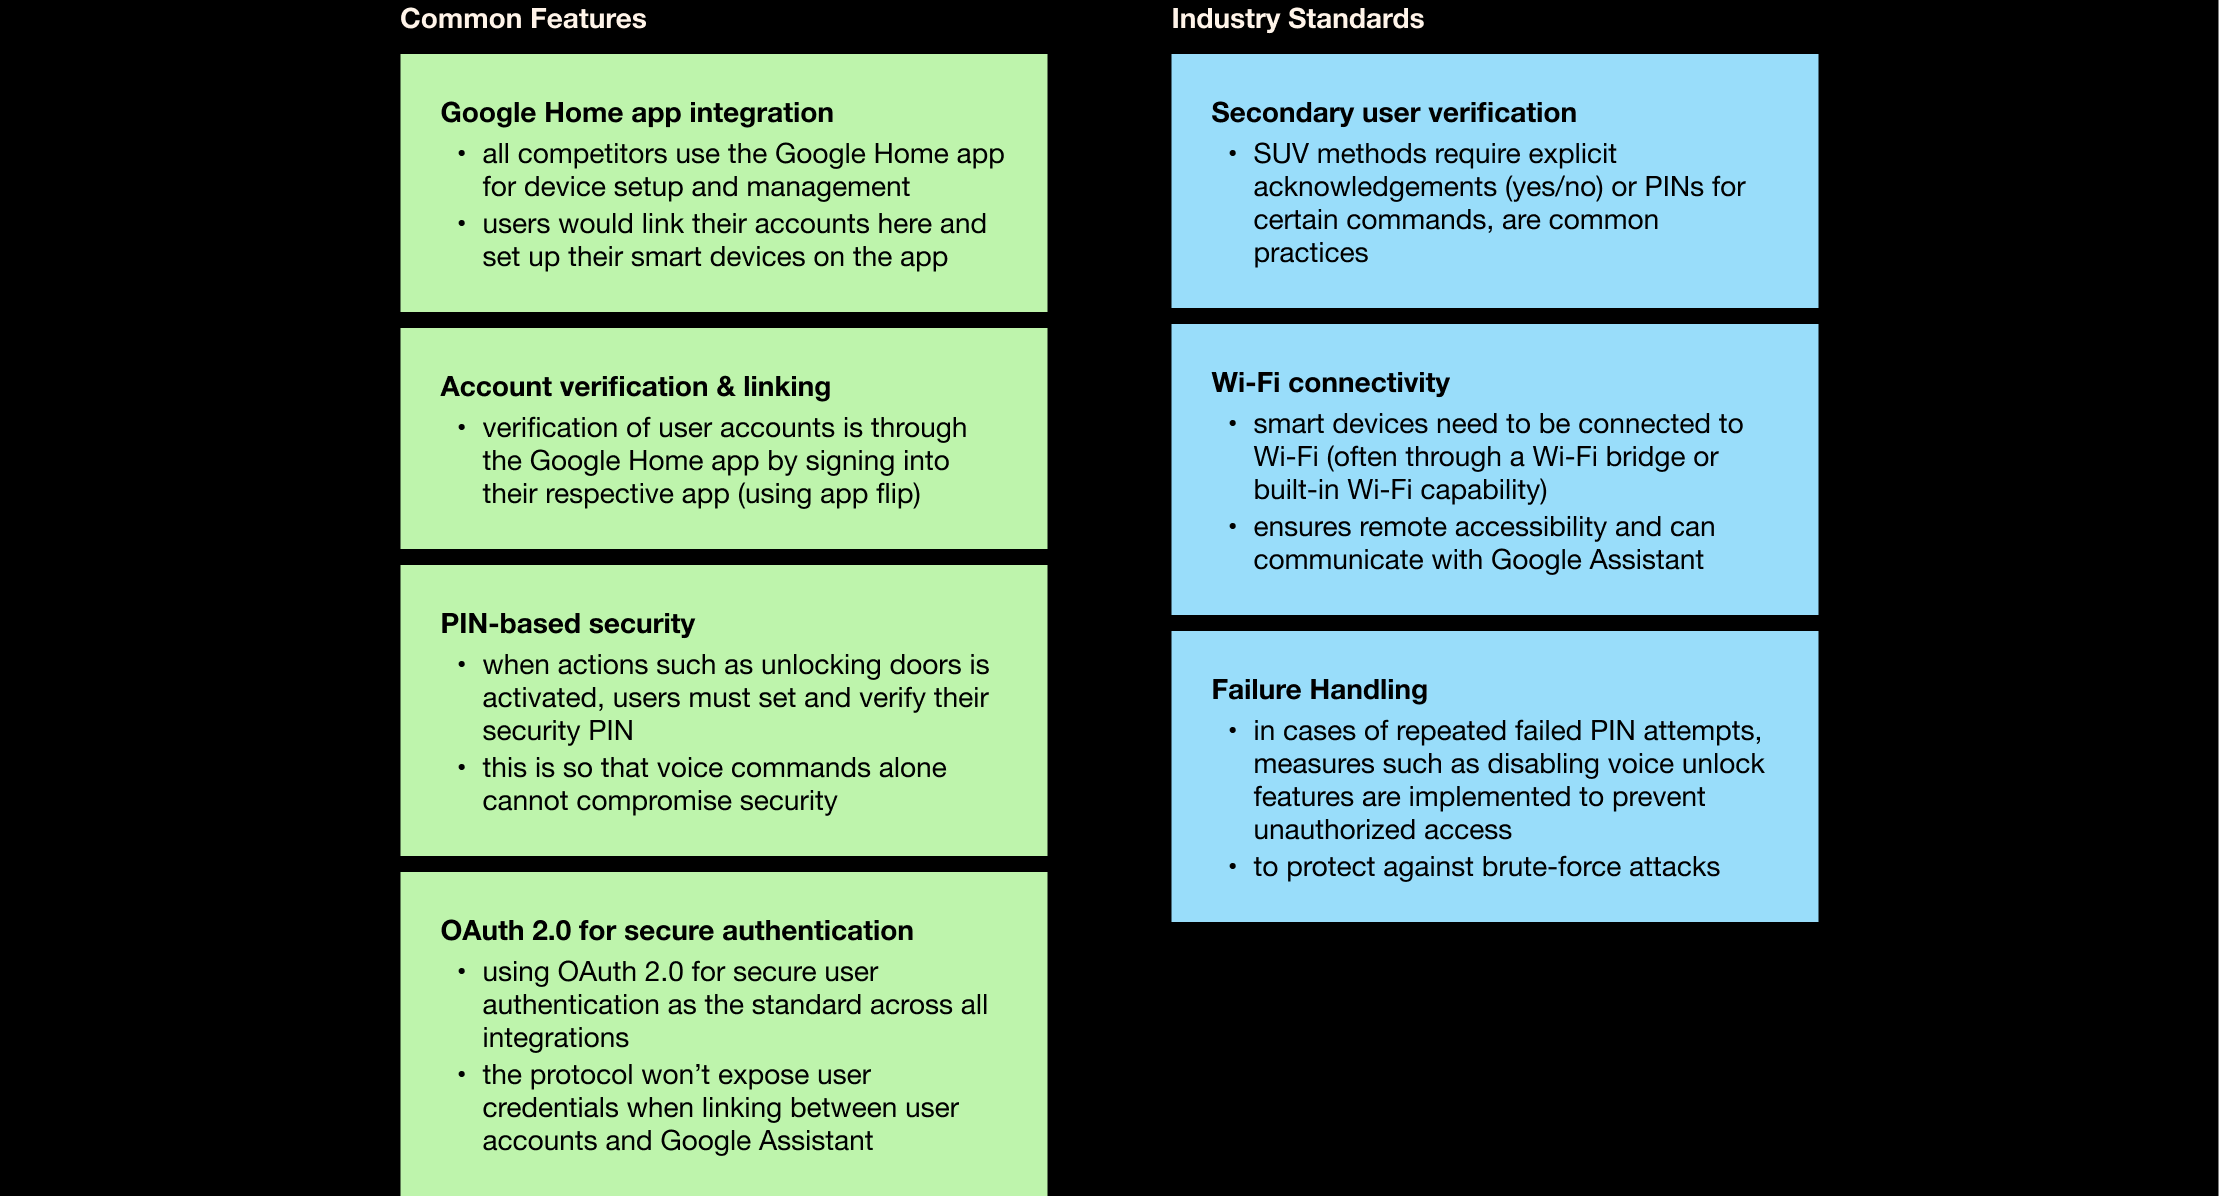 Common Features
Google Home app integration
• all competitors use the Google Home app
for device setup and management
• users would link their accounts here and
set up their smart devices on the app
Account verification & linking
• verification of user accounts is through
the Google Home app by signing into
their respective app (using app flip)
PIN-based security
• when actions such as unlocking doors is
activated, users must set and verify their
security PIN
• this is so that voice commands alone
cannot compromise security
OAuth 2.0 for secure authentication
• using OAuth 2.0 for secure user
authentication as the standard across all
integrations
• the protocol won’t expose user
credentials when linking between user
accounts and Google Assistant
Industry Standards
Secondary user verification
• SUV methods require explicit
acknowledgements (yes/no) or PINs for
certain commands, are common
practices
Wi-Fi connectivity
• smart devices need to be connected to
Wi-Fi (often through a Wi-Fi bridge or
built-in Wi-Fi capability)
• ensures remote accessibility and can
communicate with Google Assistant
Failure Handling
• in cases of repeated failed PIN attempts,
measures such as disabling voice unlock
features are implemented to prevent
unauthorized access
• to protect against brute-force attacks